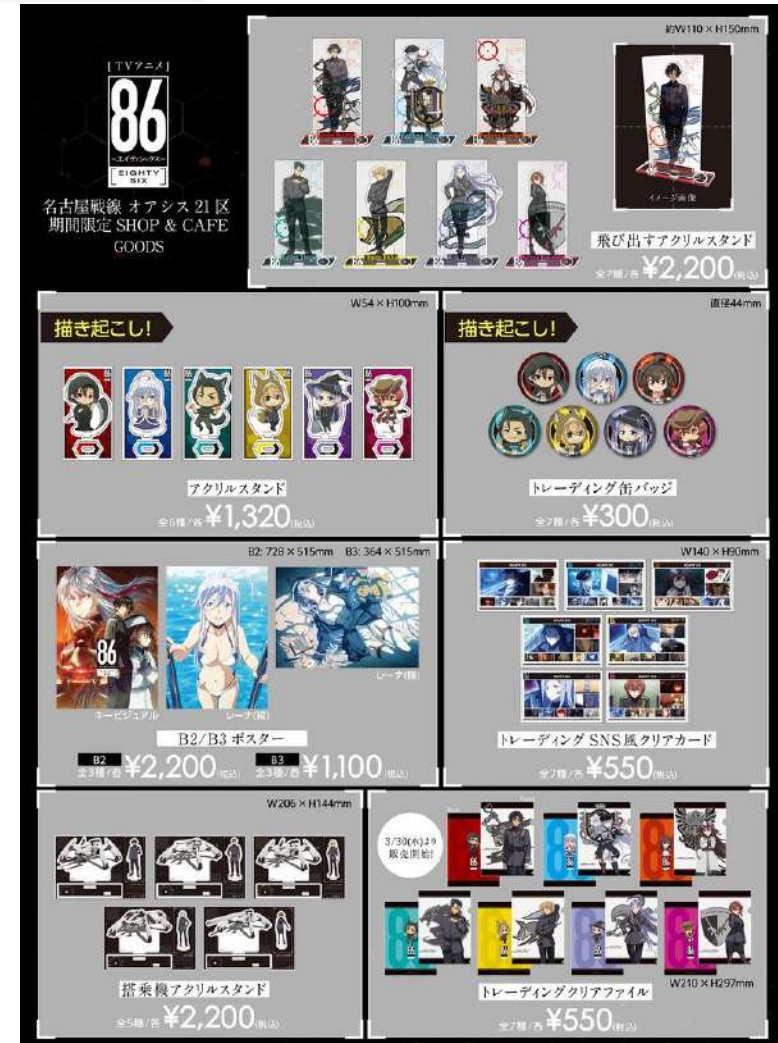 [TVアニメ]
86
―エイティシックス―
EIGHTY
SIX
名古屋戦線 オアシス 21 区
期間限定 SHOP & CAFE
GOODS
約W110×H150mm
イメージ画像
飛び出すアクリルスタンド
全7種/各 ¥2,200(税込)
W54×H100mm
描き起こし!
アクリルスタンド
全6種/各 ¥1,320(税込)
直径44mm
描き起こし!
トレーディング缶バッジ
全7種/各 ¥300(税込)
B2: 728×515mm B3: 364×515mm
86
キービジュアル
レーナ(縦)
レーナ(横)
B2/B3 ポスター
B2
全3種/各 ¥2,200(税込)
B3
全3種/各 ¥1,100(税込)
W140×H90mm
トレーディング SNS 風クリアカード
全7種/各 ¥550(税込)
W206×H144mm
搭乗機アクリルスタンド
全5種/各 ¥2,200(税込)
3/30(水)より
販売開始!
W210×H297mm
トレーディングクリアファイル
全7種/各 ¥550(税込)